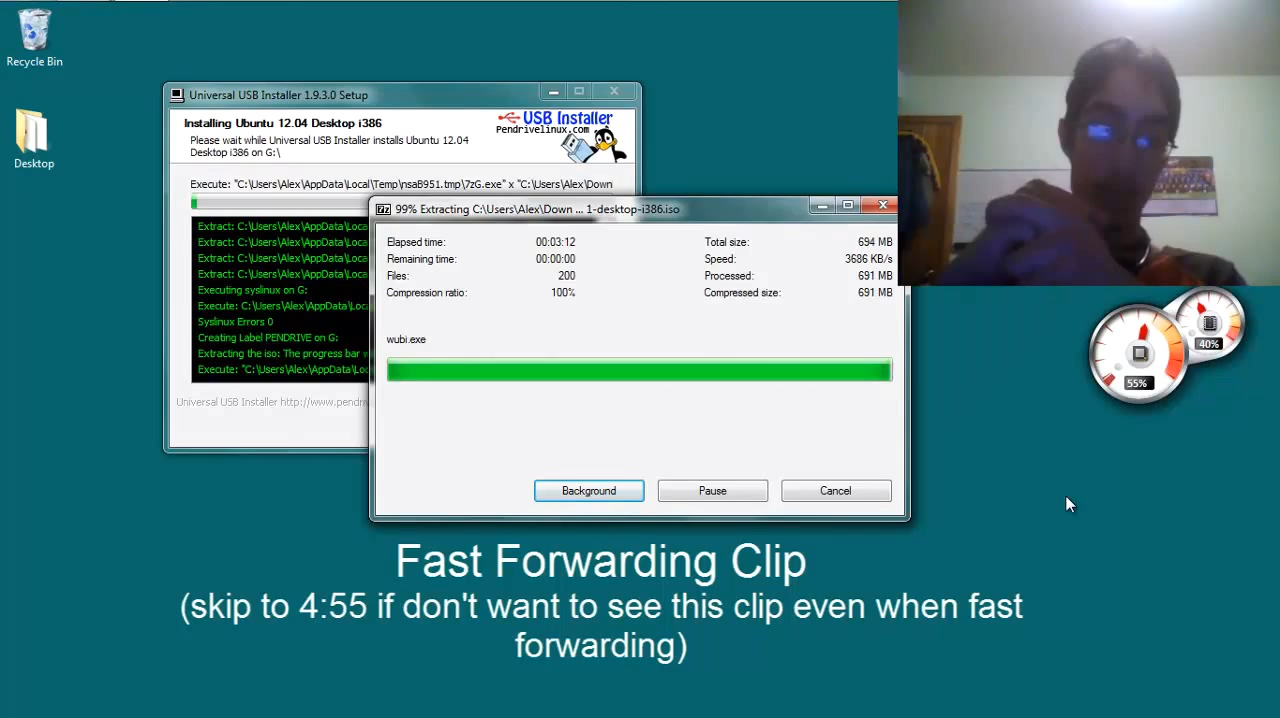 Recycle Bin
Desktop
Universal USB Installer 1.9.3.0 Setup
Installing Ubuntu 12.04 Desktop i386
Please wait while Universal USB Installer installs Ubuntu 12.04
Desktop i386 on G:\
USB Installer
Pendrivelinux.com
Execute: "C:\Users\Alex\AppData\Local\Temp\nsaB951.tmp\7zG.exe" x "C:\Users\Alex\Down
Extract: C:\Users\Alex\AppData\Loca
Extract: C:\Users\Alex\AppData\Loca
Extract: C:\Users\Alex\AppData\Loca
Extract: C:\Users\Alex\AppData\Loca
Executing syslinux on G:
Execute: C:\Users\Alex\AppData\Loca
Syslinux Errors 0
Creating Label PENDRIVE on G:
Extracting the iso: The progress bar
Execute: "C:\Users\Alex\AppData\Loc
Universal USB Installer http://www.pendriv
99% Extracting C:\Users\Alex\Down ... 1-desktop-i386.iso
Elapsed time: 00:03:12 Total size: 694 MB
Remaining time: 00:00:00 Speed: 3686 KB/s
Files: 200 Processed: 691 MB
Compression ratio: 100% Compressed size: 691 MB
wubi.exe
Background Pause Cancel
40%
55%
Fast Forwarding Clip
(skip to 4:55 if don't want to see this clip even when fast
forwarding)